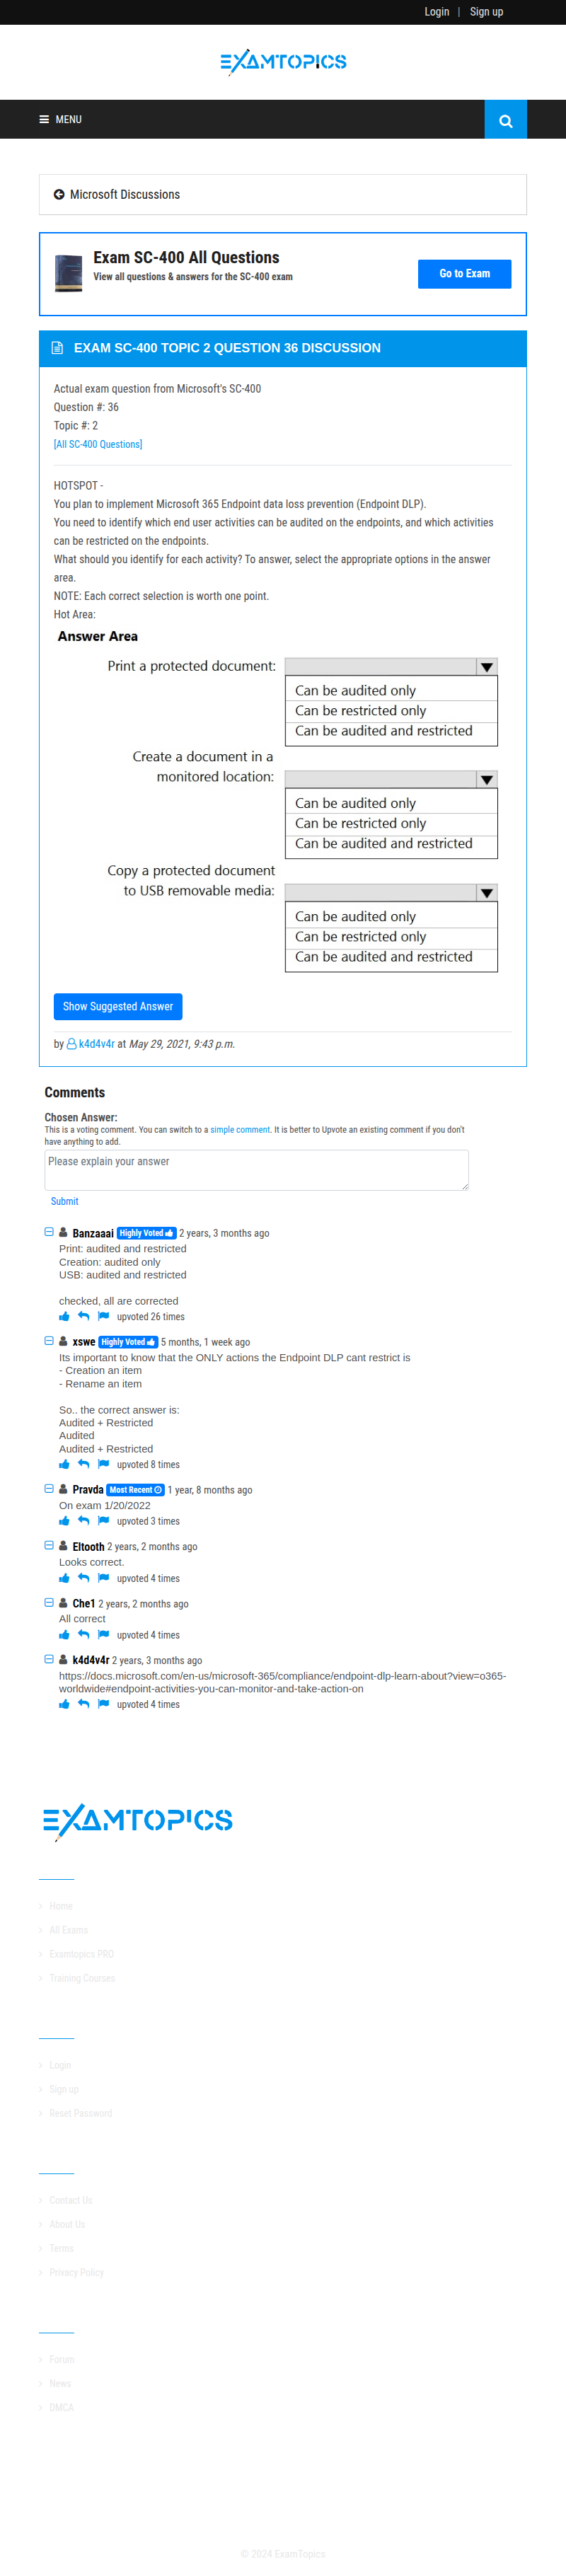 Login | Sign up
EXAMTOPICS
MENU
Microsoft Discussions
Exam SC-400 All Questions
View all questions & answers for the SC-400 exam
Go to Exam
EXAM SC-400 TOPIC 2 QUESTION 36 DISCUSSION
Actual exam question from Microsoft's SC-400
Question #: 36
Topic #: 2
[All SC-400 Questions]
HOTSPOT -
You plan to implement Microsoft 365 Endpoint data loss prevention (Endpoint DLP).
You need to identify which end user activities can be audited on the endpoints, and which activities
can be restricted on the endpoints.
What should you identify for each activity? To answer, select the appropriate options in the answer
area.
NOTE: Each correct selection is worth one point.
Hot Area:
Answer Area
Print a protected document:
Can be audited only
Can be restricted only
Can be audited and restricted
Create a document in a
monitored location:
Can be audited only
Can be restricted only
Can be audited and restricted
Copy a protected document
to USB removable media:
Can be audited only
Can be restricted only
Can be audited and restricted
Show Suggested Answer
by k4d4v4r at May 29, 2021, 9:43 p.m.
Comments
Chosen Answer:
This is a voting comment. You can switch to a simple comment. It is better to Upvote an existing comment if you don't
have anything to add.
Please explain your answer
Submit
Banzaaai Highly Voted 2 years, 3 months ago
Print: audited and restricted
Creation: audited only
USB: audited and restricted
checked, all are corrected
upvoted 26 times
xswe Highly Voted 5 months, 1 week ago
Its important to know that the ONLY actions the Endpoint DLP cant restrict is
- Creation an item
- Rename an item
So.. the correct answer is:
Audited + Restricted
Audited
Audited + Restricted
upvoted 8 times
Pravda Most Recent 1 year, 8 months ago
On exam 1/20/2022
upvoted 3 times
Eltooth 2 years, 2 months ago
Looks correct.
upvoted 4 times
Che1 2 years, 2 months ago
All correct
upvoted 4 times
k4d4v4r 2 years, 3 months ago
https://docs.microsoft.com/en-us/microsoft-365/compliance/endpoint-dlp-learn-about?view=o365-
worldwide#endpoint-activities-you-can-monitor-and-take-action-on
upvoted 4 times
EXAMTOPICS
Home
All Exams
Examtopics PRO
Training Courses
Login
Sign up
Reset Password
Contact Us
About Us
Terms
Privacy Policy
Forum
News
DMCA
© 2024 ExamTopics